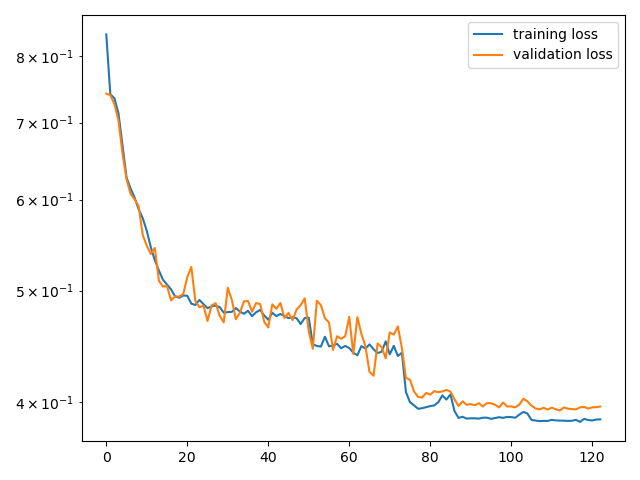 training loss
validation loss
8 × 10⁻¹
7 × 10⁻¹
6 × 10⁻¹
5 × 10⁻¹
4 × 10⁻¹
0 20 40 60 80 100 120